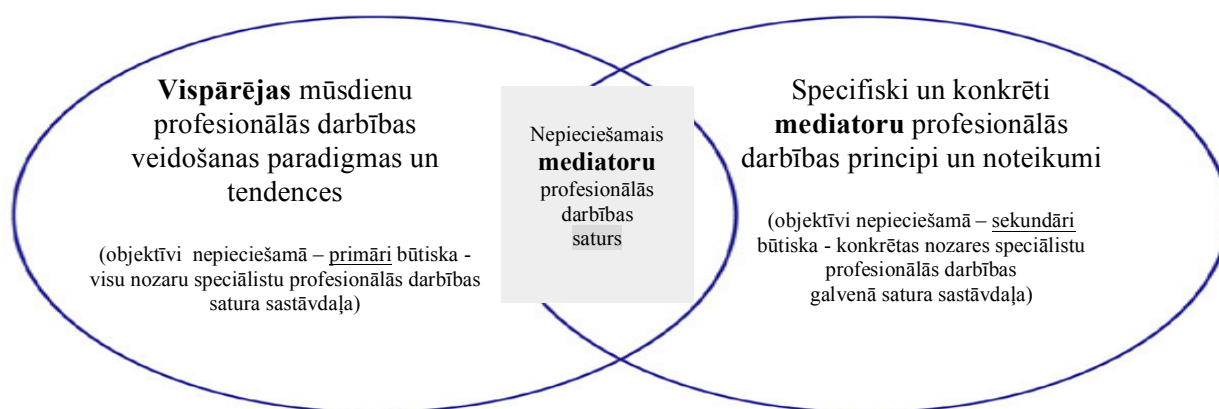 Vispārējas mūsdienu
profesionālās darbības
veidošanas paradigmas un
tendences
(objektīvi nepieciešamā – primāri būtiska -
visu nozaru speciālistu profesionālās darbības
satura sastāvdaļa)
Nepieciešamais
mediatoru
profesionālās
darbības
saturs
Specifiski un konkrēti
mediatoru profesionālās
darbības principi un noteikumi
(objektīvi nepieciešamā – sekundāri
būtiska - konkrētas nozares speciālistu
profesionālās darbības
galvenā satura sastāvdaļa)